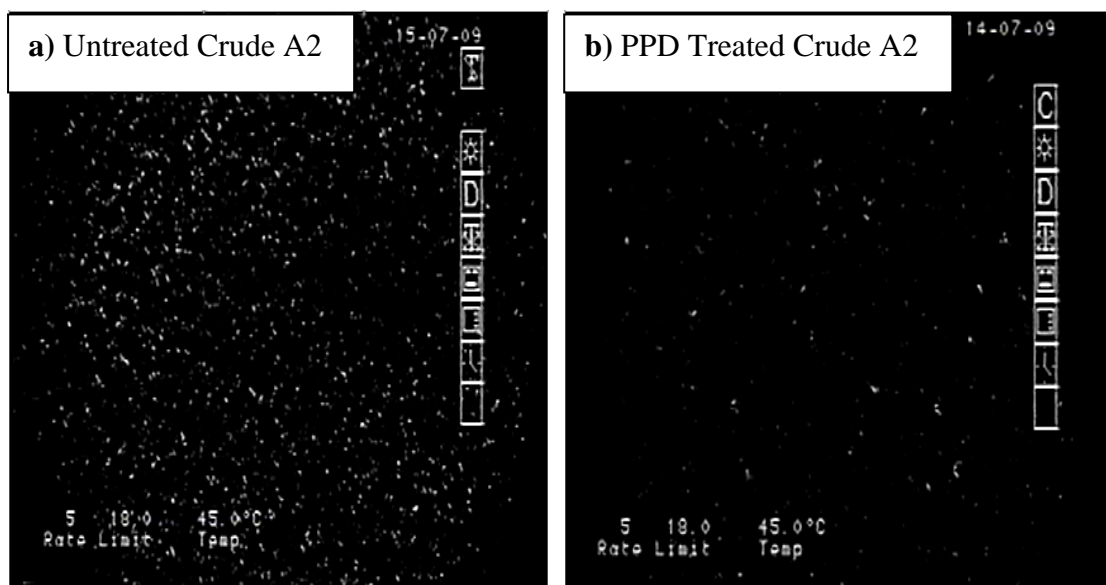 a) Untreated Crude A2
15-07-09
D
5 18.0 45.0°C
Rate Limit Temp
b) PPD Treated Crude A2
14-07-09
C
D
5 18.0 45.0°C
Rate Limit Temp